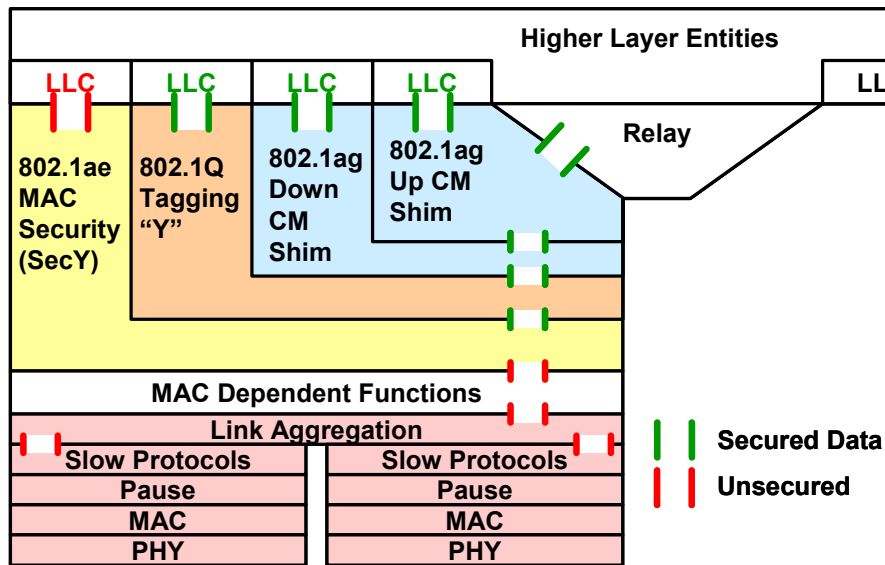 Higher Layer Entities
LLC
LLC
LLC
LLC
LL
Relay
802.1ae
MAC
Security
(SecY)
802.1Q
Tagging
“Y”
802.1ag
Down
CM
Shim
802.1ag
Up CM
Shim
MAC Dependent Functions
Link Aggregation
Slow Protocols
Slow Protocols
Pause
Pause
MAC
MAC
PHY
PHY
Secured Data
Unsecured